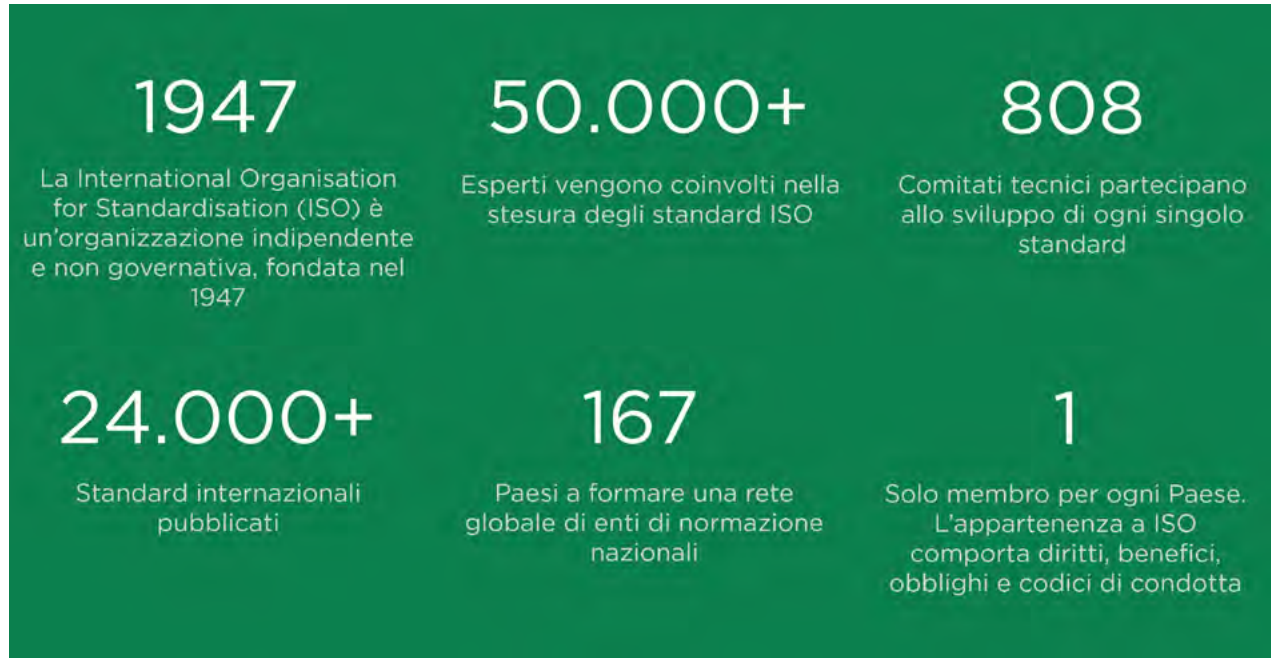 1947
La International Organisation
for Standardisation (ISO) è
un'organizzazione indipendente
e non governativa, fondata nel
1947
50.000+
Esperti vengono coinvolti nella
stesura degli standard ISO
808
Comitati tecnici partecipano
allo sviluppo di ogni singolo
standard
24.000+
Standard internazionali
pubblicati
167
Paesi a formare una rete
globale di enti di normazione
nazionali
1
Solo membro per ogni Paese.
L'appartenenza a ISO
comporta diritti, benefici,
obblighi e codici di condotta